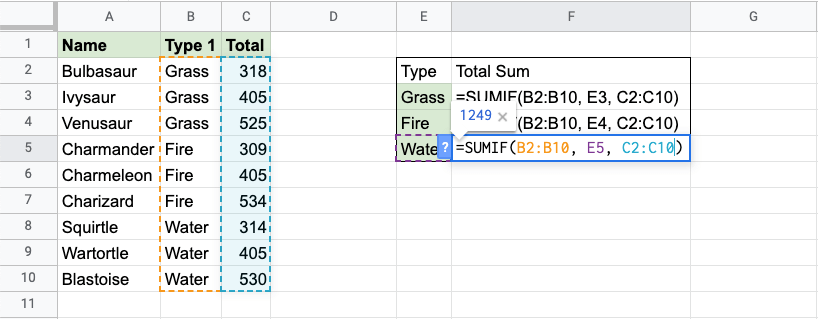 A B C D E F G
1 Name Type 1 Total
2 Bulbasaur Grass 318 Type Total Sum
3 Ivysaur Grass 405 Grass =SUMIF(B2:B10, E3, C2:C10)
1249 ×
4 Venusaur Grass 525 Fire (B2:B10, E4, C2:C10)
5 Charmander Fire 309 Wate ? =SUMIF(B2:B10, E5, C2:C10)
6 Charmeleon Fire 405
7 Charizard Fire 534
8 Squirtle Water 314
9 Wartortle Water 405
10 Blastoise Water 530
11